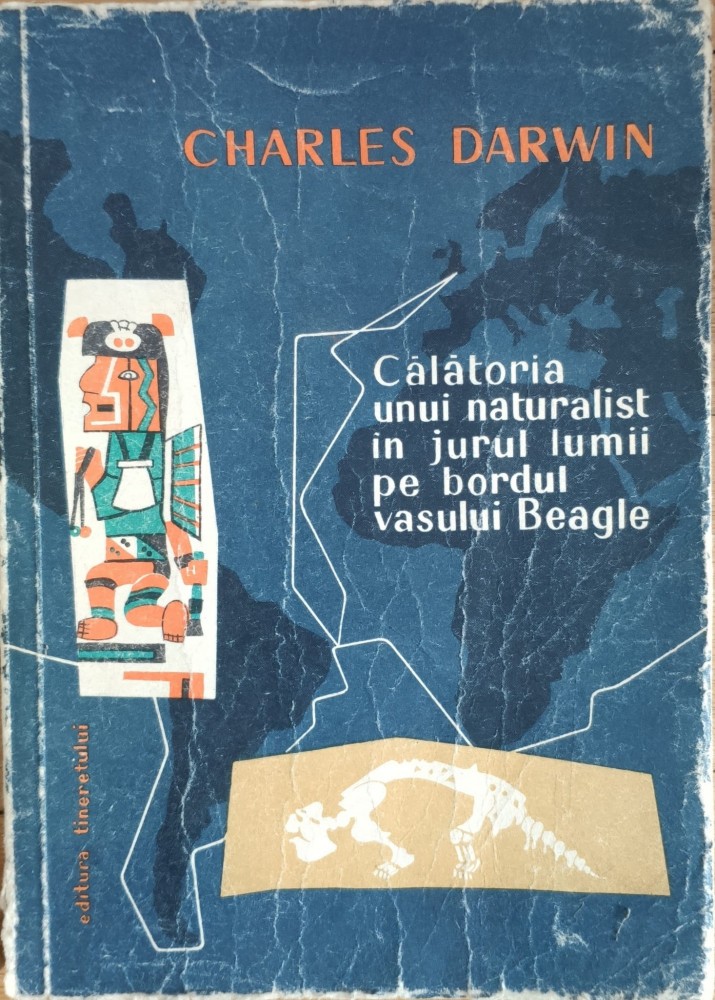 CHARLES DARWIN
Călătoria
unui naturalist
în jurul lumii
pe bordul
vasului Beagle
editura tineretului